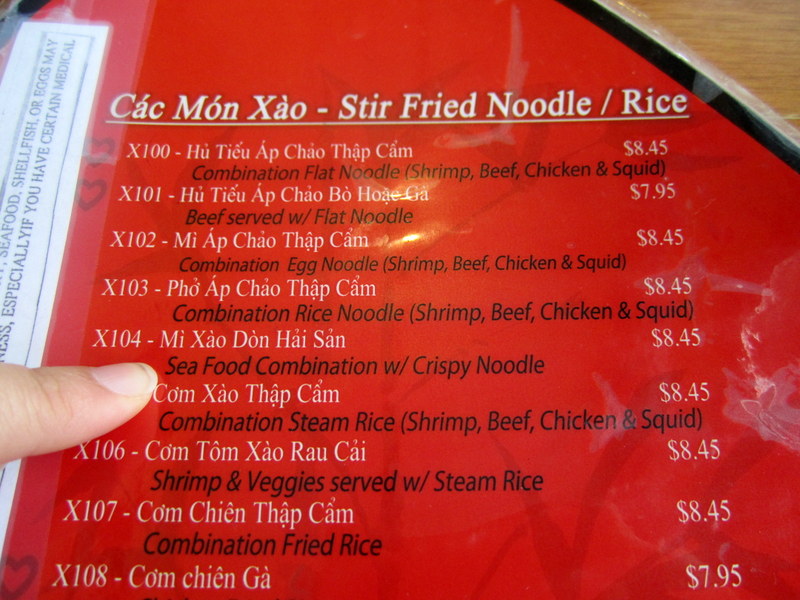 Các Món Xào - Stir Fried Noodle / Rice
X100 - Hủ Tiếu Áp Chảo Thập Cẩm $8.45
Combination Flat Noodle (Shrimp, Beef, Chicken & Squid)
X101 - Hủ Tiếu Áp Chảo Bò Hoặc Gà $7.95
Beef served w/ Flat Noodle
X102 - Mì Áp Chảo Thập Cẩm $8.45
Combination Egg Noodle (Shrimp, Beef, Chicken & Squid)
X103 - Phở Áp Chảo Thập Cẩm $8.45
Combination Rice Noodle (Shrimp, Beef, Chicken & Squid)
X104 - Mì Xào Dòn Hải Sản $8.45
Sea Food Combination w/ Crispy Noodle
Cơm Xào Thập Cẩm $8.45
Combination Steam Rice (Shrimp, Beef, Chicken & Squid)
X106 - Cơm Tôm Xào Rau Cải $8.45
Shrimp & Veggies served w/ Steam Rice
X107 - Cơm Chiên Thập Cẩm $8.45
Combination Fried Rice
X108 - Cơm chiên Gà $7.95
SEAFOOD, SHELLFISH, OR EGGS MAY
ESPECIALLYIF YOU HAVE CERTAIN MEDICAL